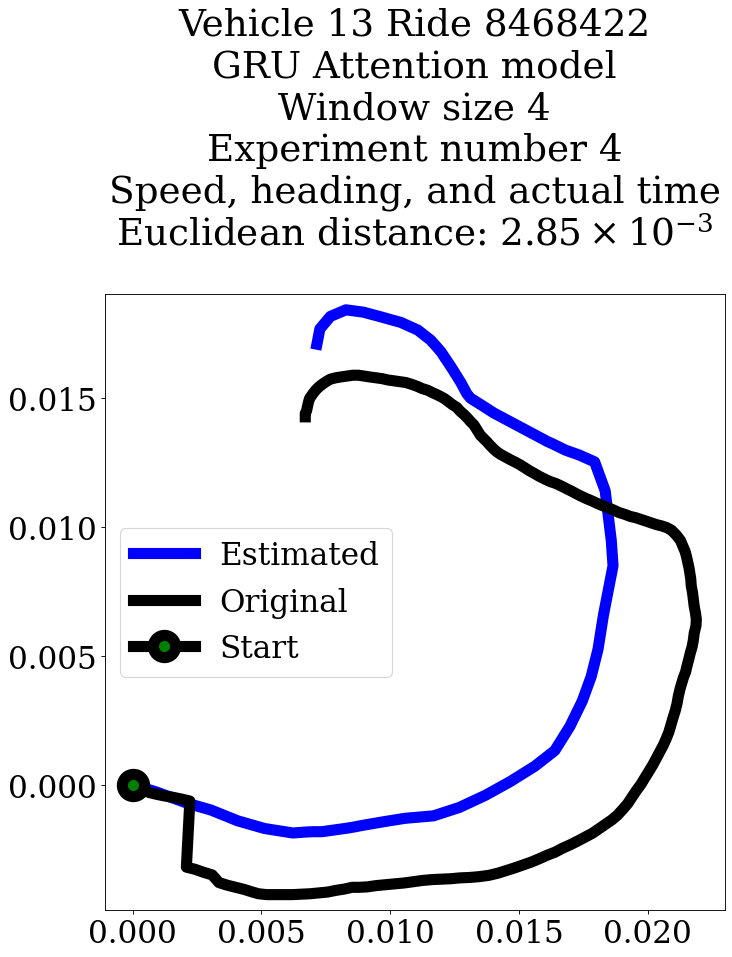 Vehicle 13 Ride 8468422
GRU Attention model
Window size 4
Experiment number 4
Speed, heading, and actual time
Euclidean distance: 2.85 × 10⁻³
0.015
0.010
0.005
0.000
Estimated
Original
Start
0.000 0.005 0.010 0.015 0.020